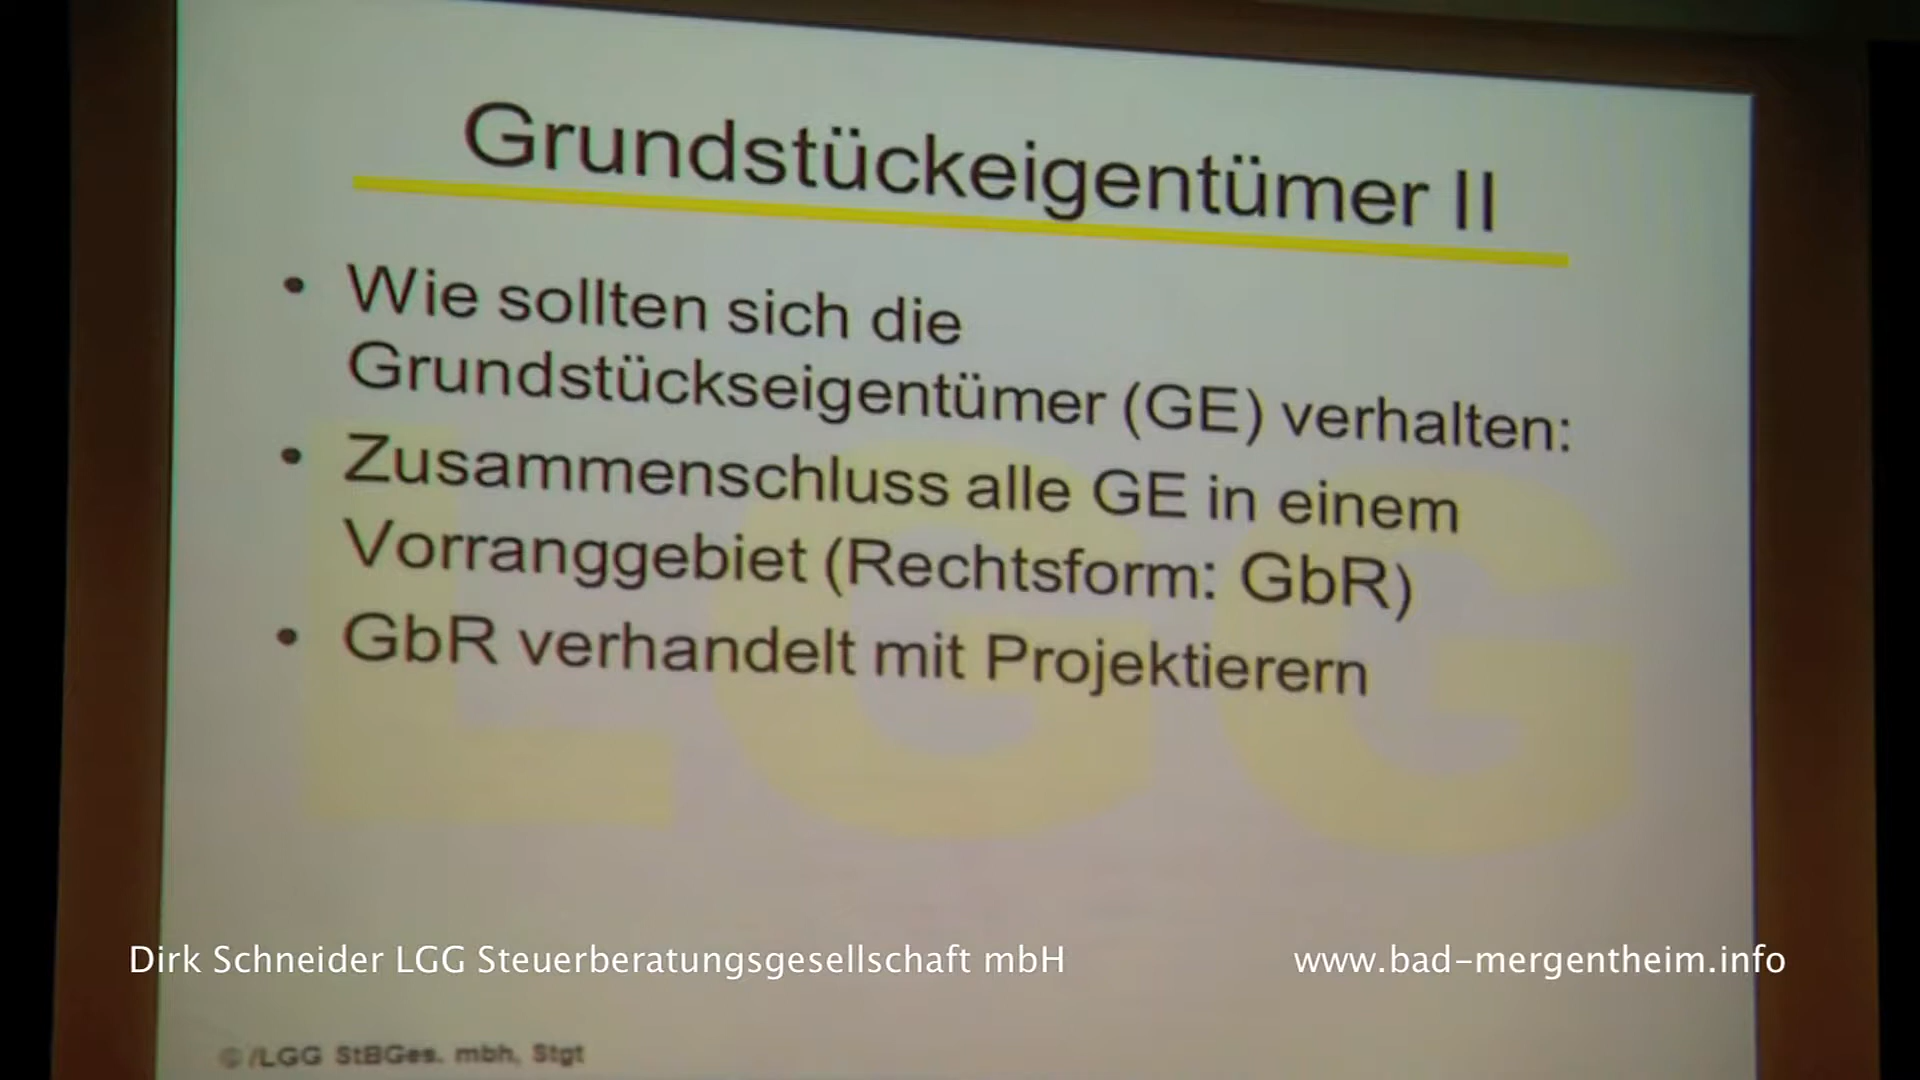 Grundstückeigentümer II
• Wie sollten sich die
Grundstückseigentümer (GE) verhalten:
• Zusammenschluss alle GE in einem
Vorranggebiet (Rechtsform: GbR)
• GbR verhandelt mit Projektierern
LGG
Dirk Schneider LGG Steuerberatungsgesellschaft mbH
www.bad-mergentheim.info
© /LGG StBGes. mbh, Stgt